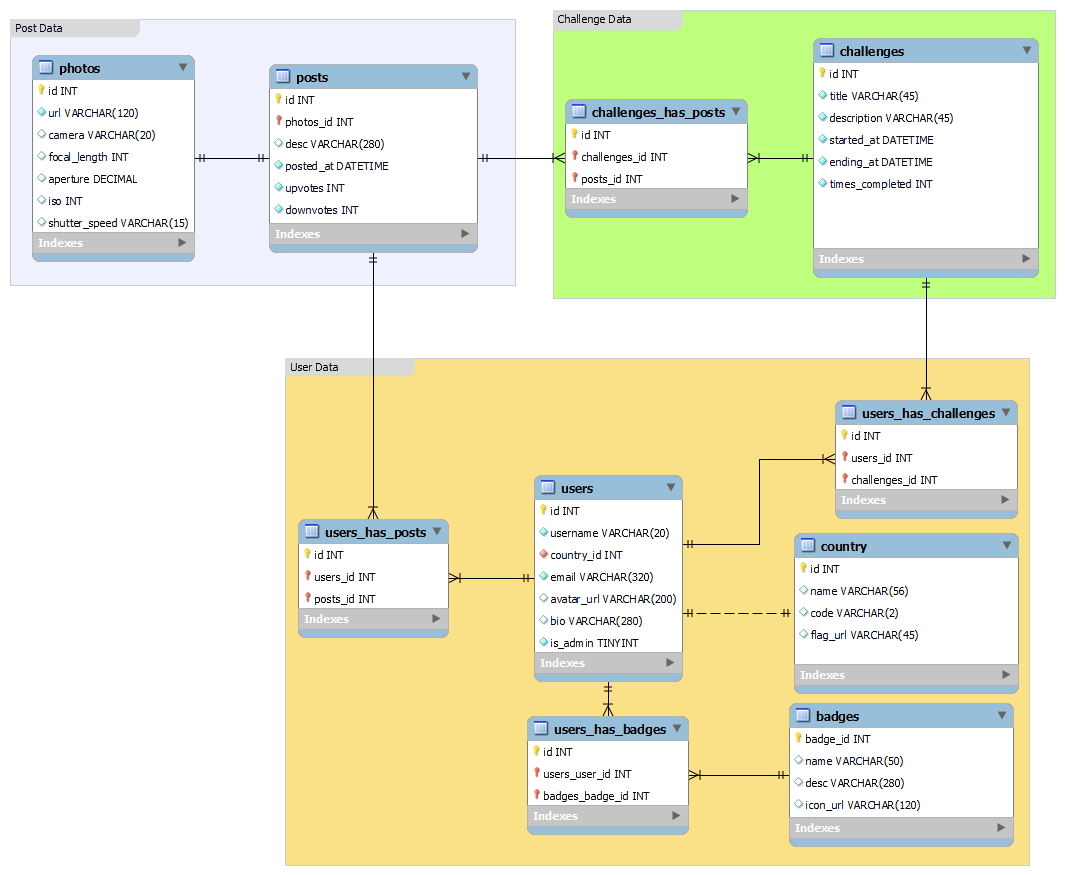 Post Data
photos
id INT
url VARCHAR(120)
camera VARCHAR(20)
focal_length INT
aperture DECIMAL
iso INT
shutter_speed VARCHAR(15)
Indexes
posts
id INT
photos_id INT
desc VARCHAR(280)
posted_at DATETIME
upvotes INT
downvotes INT
Indexes
Challenge Data
challenges_has_posts
id INT
challenges_id INT
posts_id INT
Indexes
challenges
id INT
title VARCHAR(45)
description VARCHAR(45)
started_at DATETIME
ending_at DATETIME
times_completed INT
Indexes
User Data
users_has_posts
id INT
users_id INT
posts_id INT
Indexes
users
id INT
username VARCHAR(20)
country_id INT
email VARCHAR(320)
avatar_url VARCHAR(200)
bio VARCHAR(280)
is_admin TINYINT
Indexes
users_has_challenges
id INT
users_id INT
challenges_id INT
Indexes
country
id INT
name VARCHAR(56)
code VARCHAR(2)
flag_url VARCHAR(45)
Indexes
users_has_badges
id INT
users_user_id INT
badges_badge_id INT
Indexes
badges
badge_id INT
name VARCHAR(50)
desc VARCHAR(280)
icon_url VARCHAR(120)
Indexes